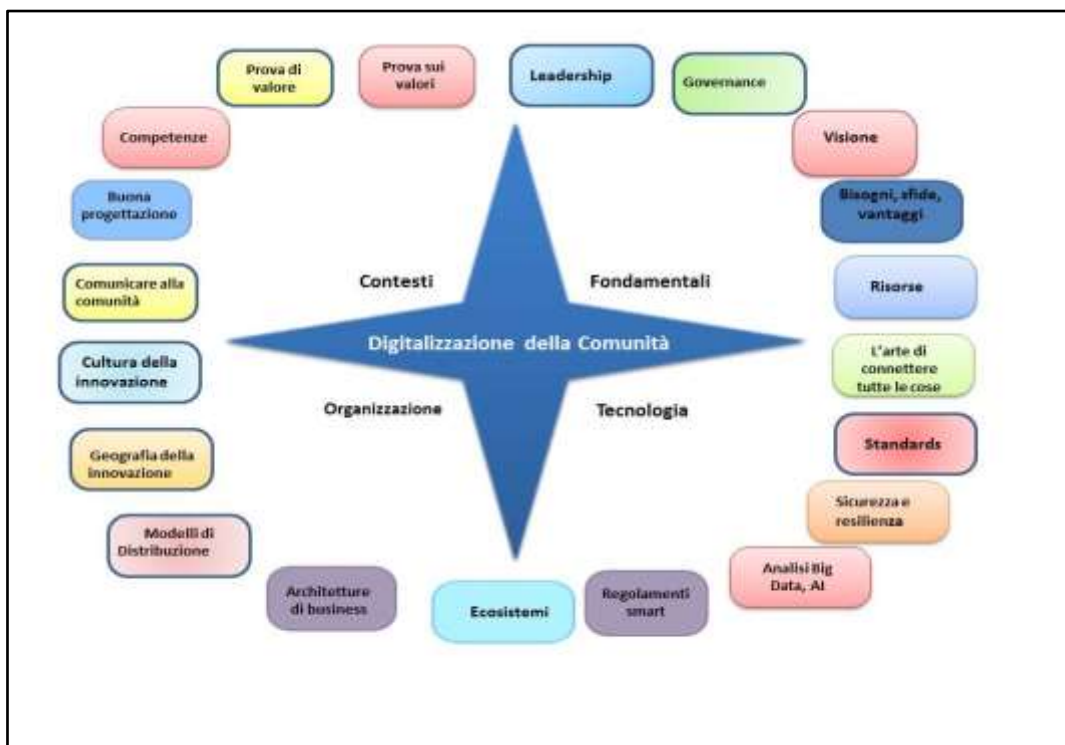 Prova di
valore
Prova sui
valori
Leadership
Governance
Competenze
Visione
Buona
progettazione
Bisogni, sfide,
vantaggi
Contesti
Fondamentali
Comunicare alla
comunità
Risorse
Digitalizzazione della Comunità
Cultura della
innovazione
L'arte di
connettere
tutte le cose
Organizzazione
Tecnologia
Geografia della
innovazione
Standards
Sicurezza e
resilienza
Modelli di
Distribuzione
Analisi Big
Data, AI
Architetture
di business
Ecosistemi
Regolamenti
smart